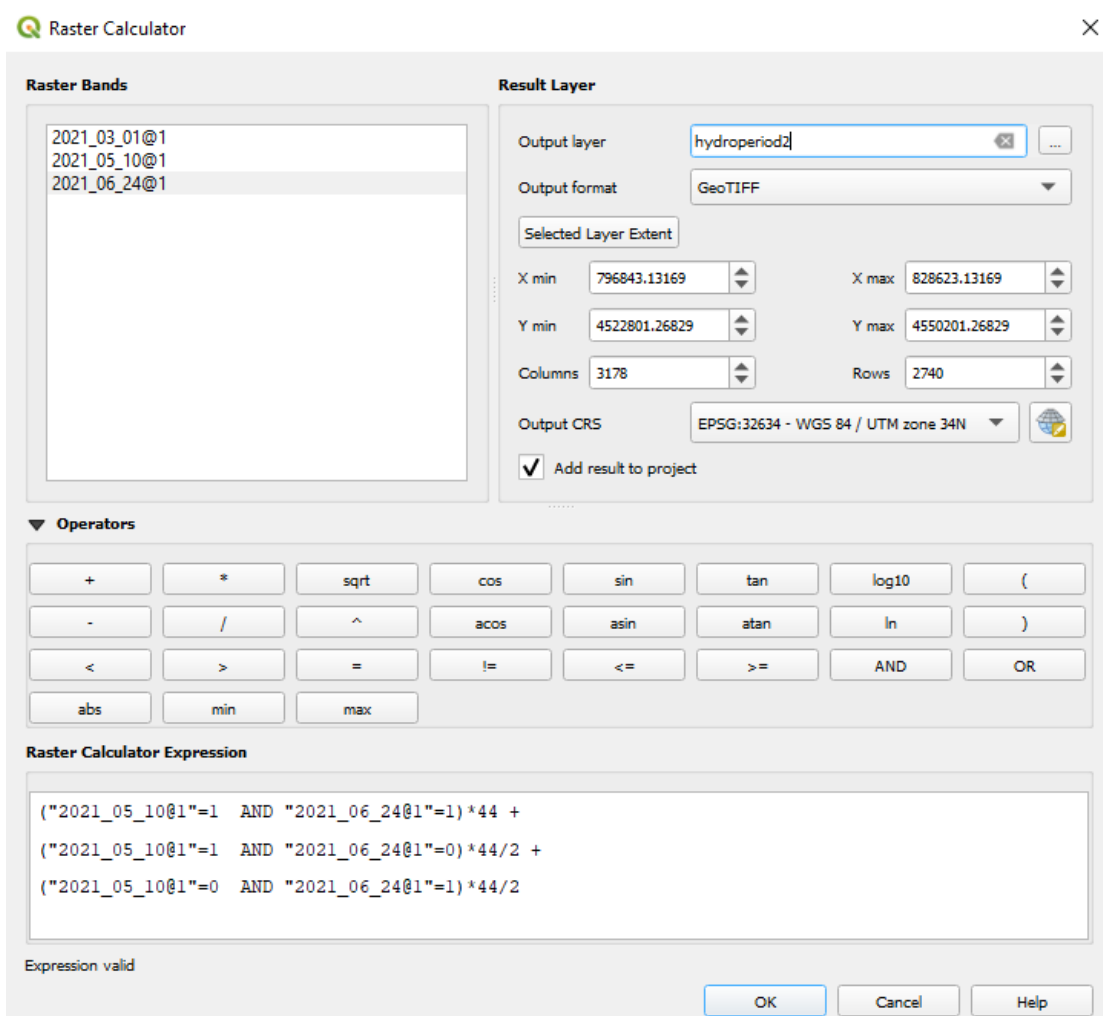 Raster Calculator
Raster Bands
2021_03_01@1
2021_05_10@1
2021_06_24@1
Result Layer
Output layer hydroperiod2 ...
Output format GeoTIFF
Selected Layer Extent
X min 796843.13169 X max 828623.13169
Y min 4522801.26829 Y max 4550201.26829
Columns 3178 Rows 2740
Output CRS EPSG:32634 - WGS 84 / UTM zone 34N
Add result to project
Operators
+ * sqrt cos sin tan log10 (
- / ^ acos asin atan ln )
< > = != <= >= AND OR
abs min max
Raster Calculator Expression
("2021_05_10@1"=1  AND "2021_06_24@1"=1)*44 +
("2021_05_10@1"=1  AND "2021_06_24@1"=0)*44/2 +
("2021_05_10@1"=0  AND "2021_06_24@1"=1)*44/2
Expression valid
OK Cancel Help